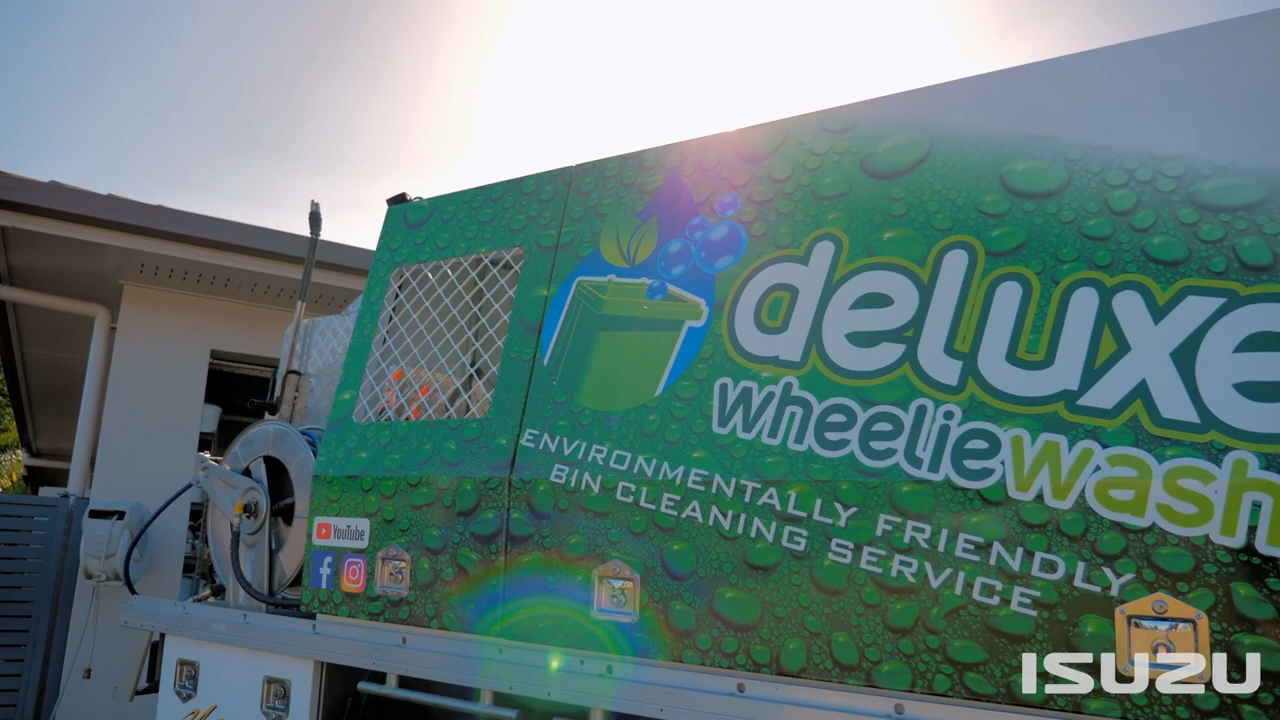 deluxe
wheeliewash
ENVIRONMENTALLY FRIENDLY
BIN CLEANING SERVICE
YouTube
ISUZU